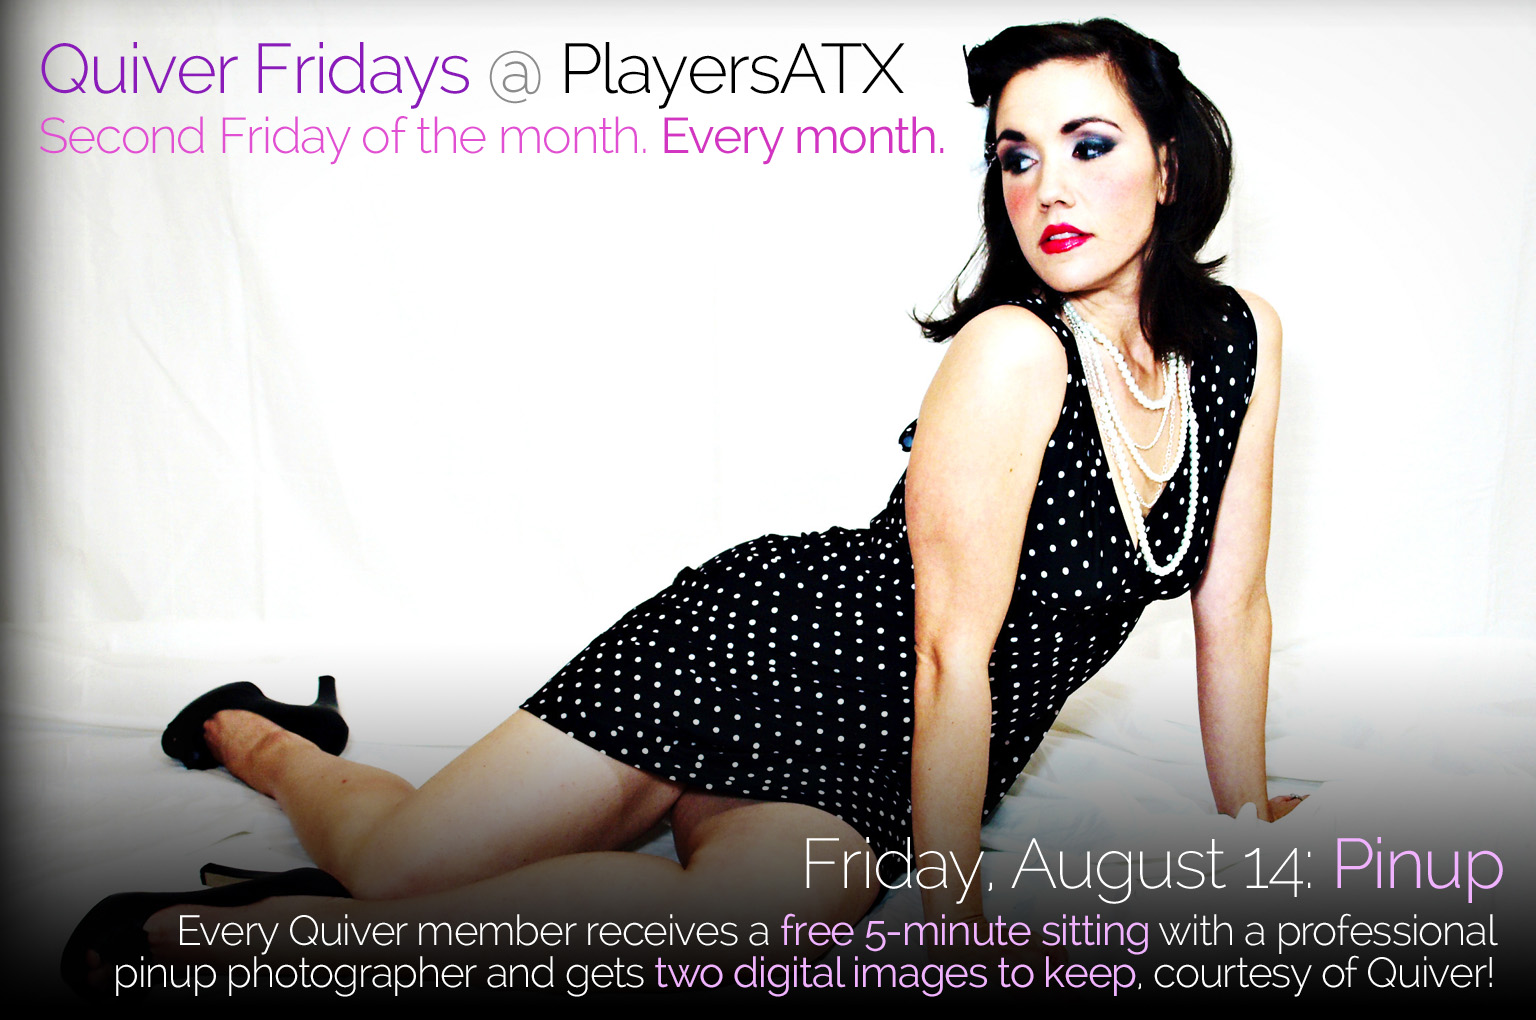 Quiver Fridays @ PlayersATX
Second Friday of the month. Every month.
Friday, August 14: Pinup
Every Quiver member receives a free 5-minute sitting with a professional
pinup photographer and gets two digital images to keep, courtesy of Quiver!